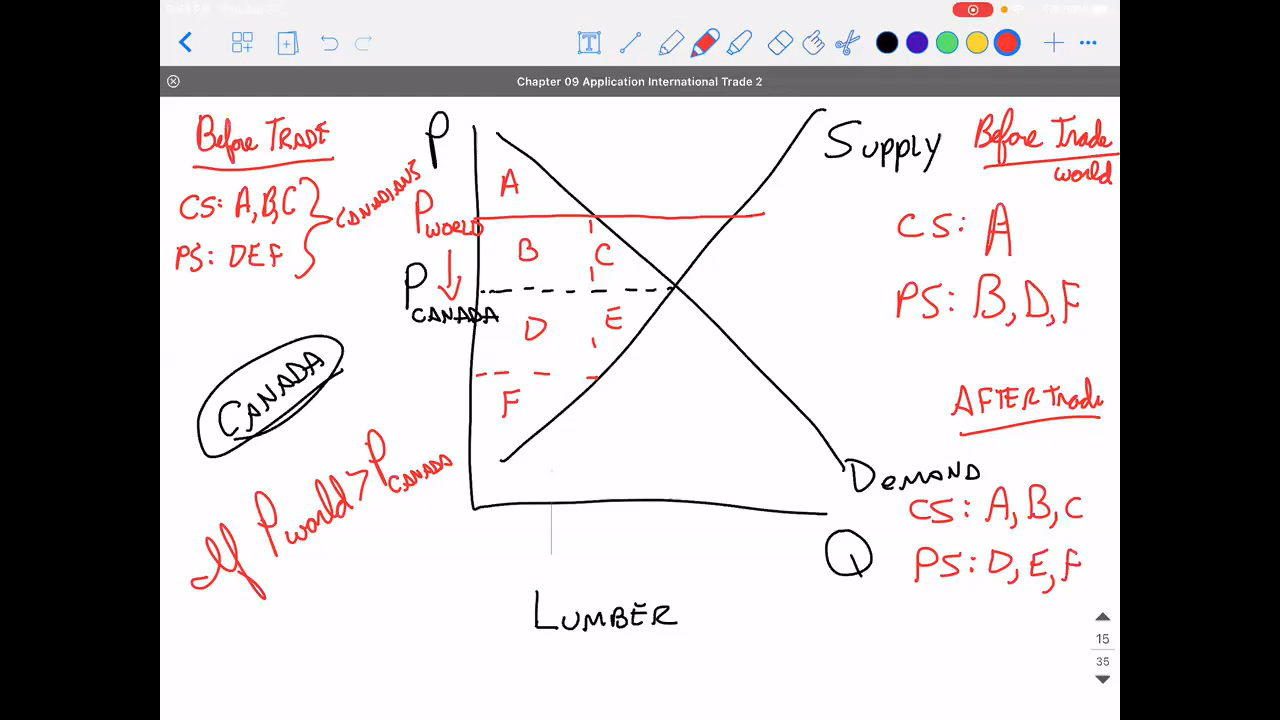 Chapter 09 Application International Trade 2
Before TRADE
CS: A,B,C
PS: DEF
CANADIANS
P
PWORLD
PCANADA
A
B
C
D
E
F
Supply
DEMAND
Q
LUMBER
CANADA
If Pworld > PCANADA
Before Trade
world
CS: A
PS: B,D,F
AFTER trade
CS: A, B, C
PS: D, E, F
15
35